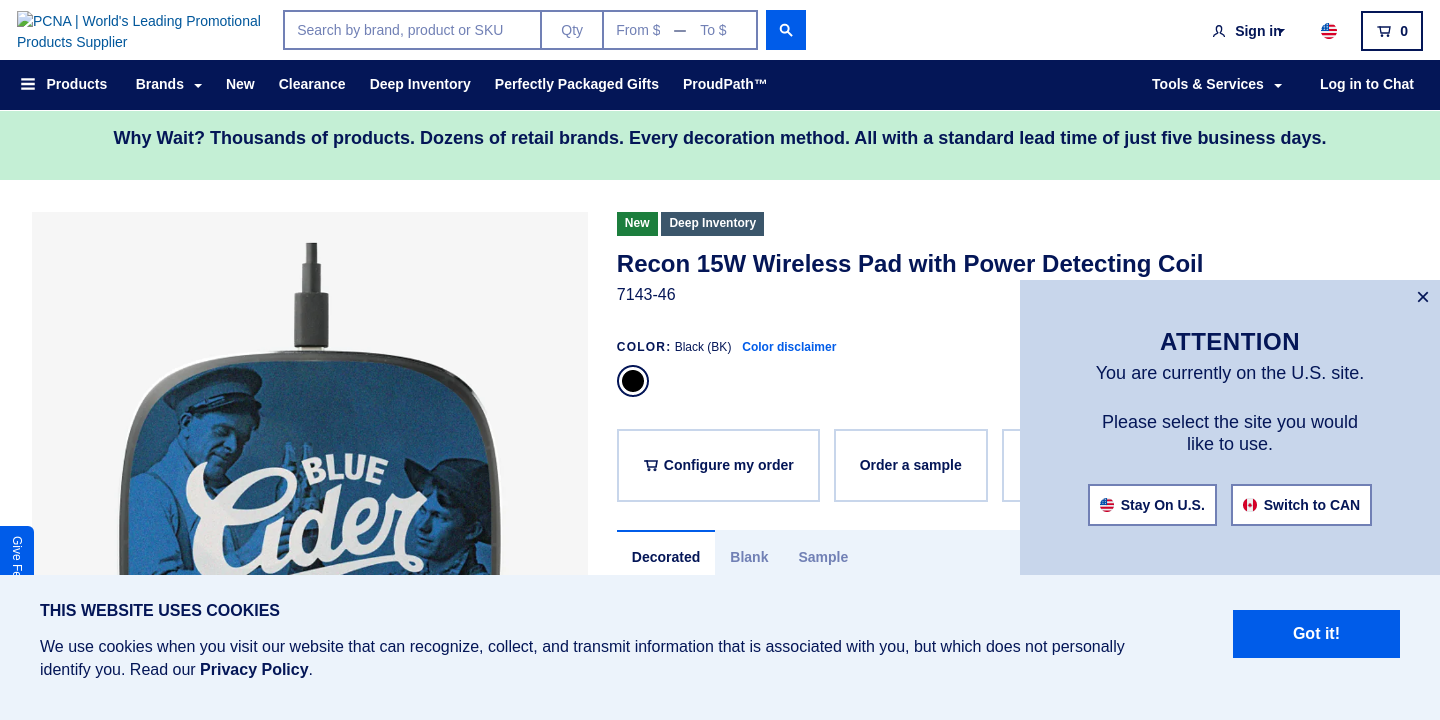 PCNA | World's Leading Promotional
Products Supplier
Search by brand, product or SKU
Qty
From $ — To $
Sign in
0
Products
Brands
New
Clearance
Deep Inventory
Perfectly Packaged Gifts
ProudPath™
Tools & Services
Log in to Chat
Why Wait? Thousands of products. Dozens of retail brands. Every decoration method. All with a standard lead time of just five business days.
BLUE
Cider
New
Deep Inventory
Recon 15W Wireless Pad with Power Detecting Coil
7143-46
COLOR: Black (BK) Color disclaimer
Configure my order
Order a sample
Decorated
Blank
Sample
×
ATTENTION
You are currently on the U.S. site.
Please select the site you would
like to use.
Stay On U.S.
Switch to CAN
Give
THIS WEBSITE USES COOKIES
We use cookies when you visit our website that can recognize, collect, and transmit information that is associated with you, but which does not personally
identify you. Read our Privacy Policy.
Got it!